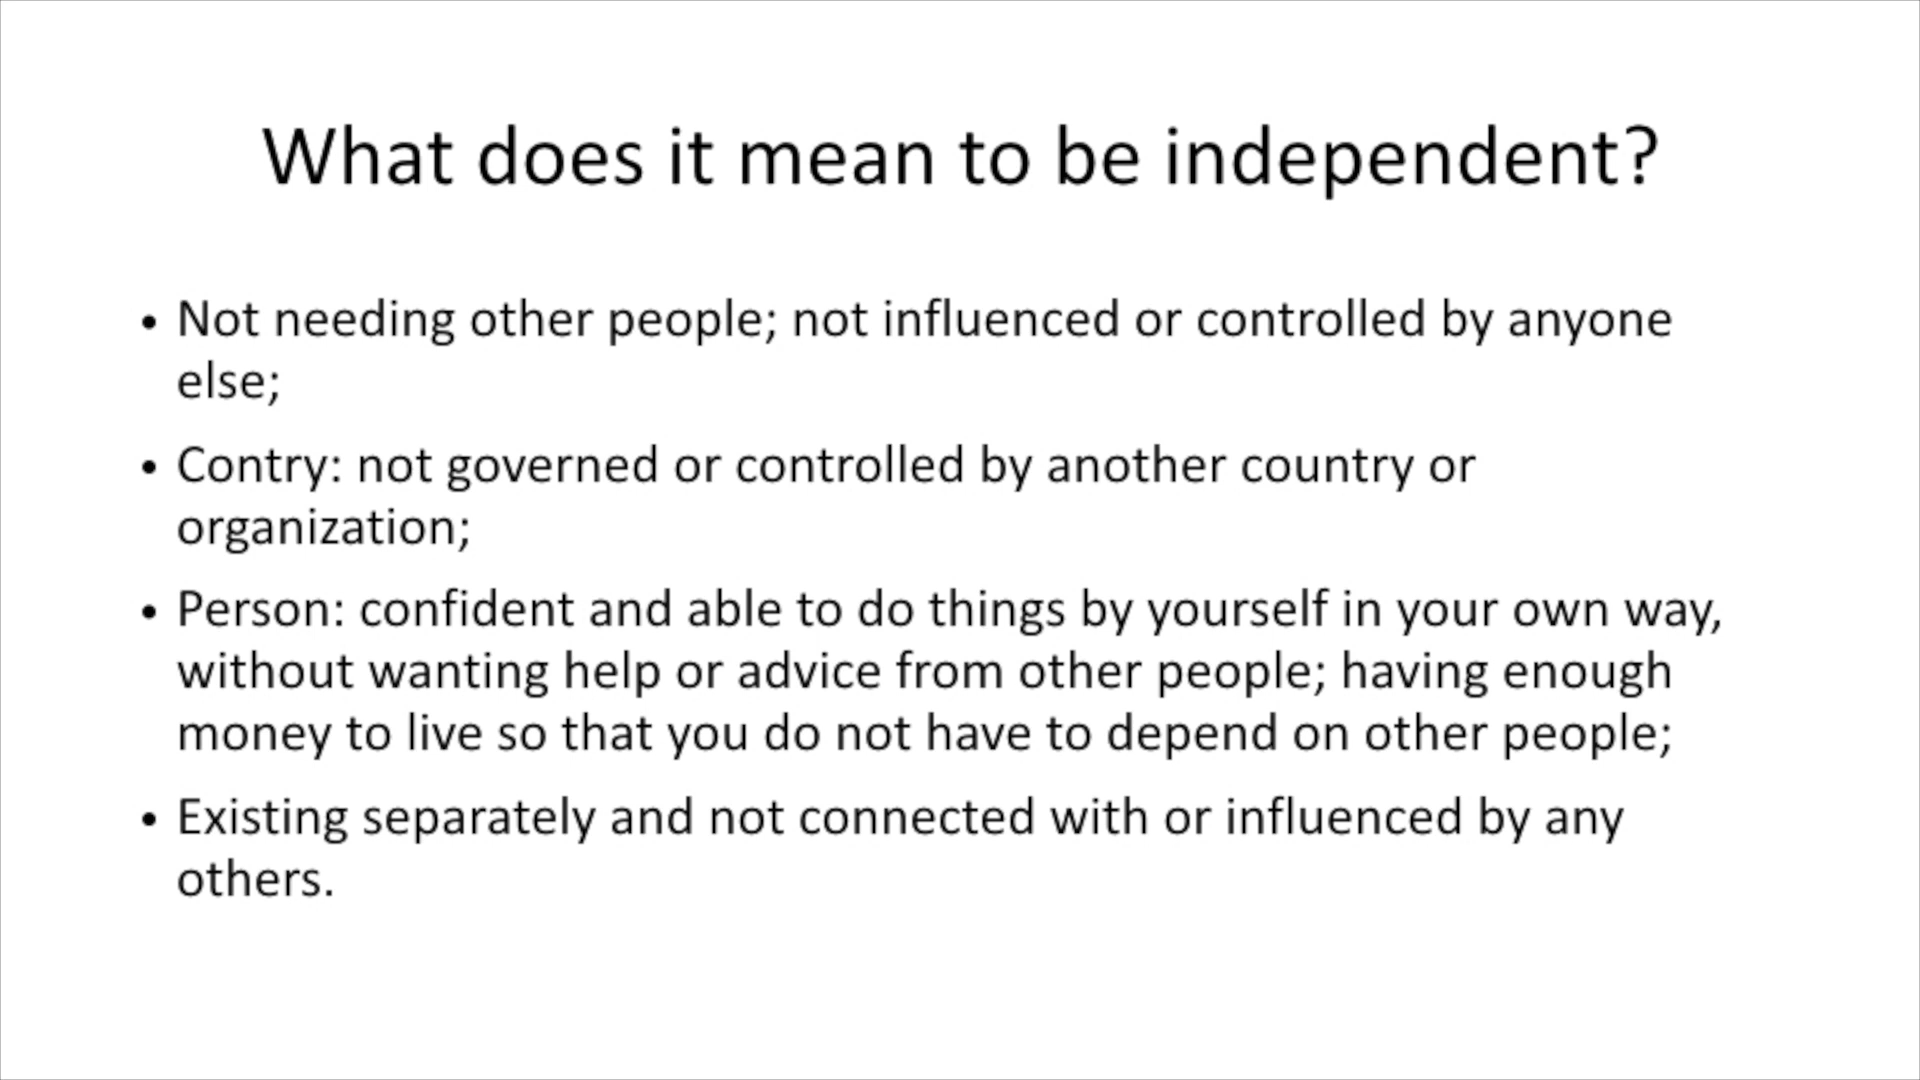 What does it mean to be independent?
• Not needing other people; not influenced or controlled by anyone
else;
• Contry: not governed or controlled by another country or
organization;
• Person: confident and able to do things by yourself in your own way,
without wanting help or advice from other people; having enough
money to live so that you do not have to depend on other people;
• Existing separately and not connected with or influenced by any
others.